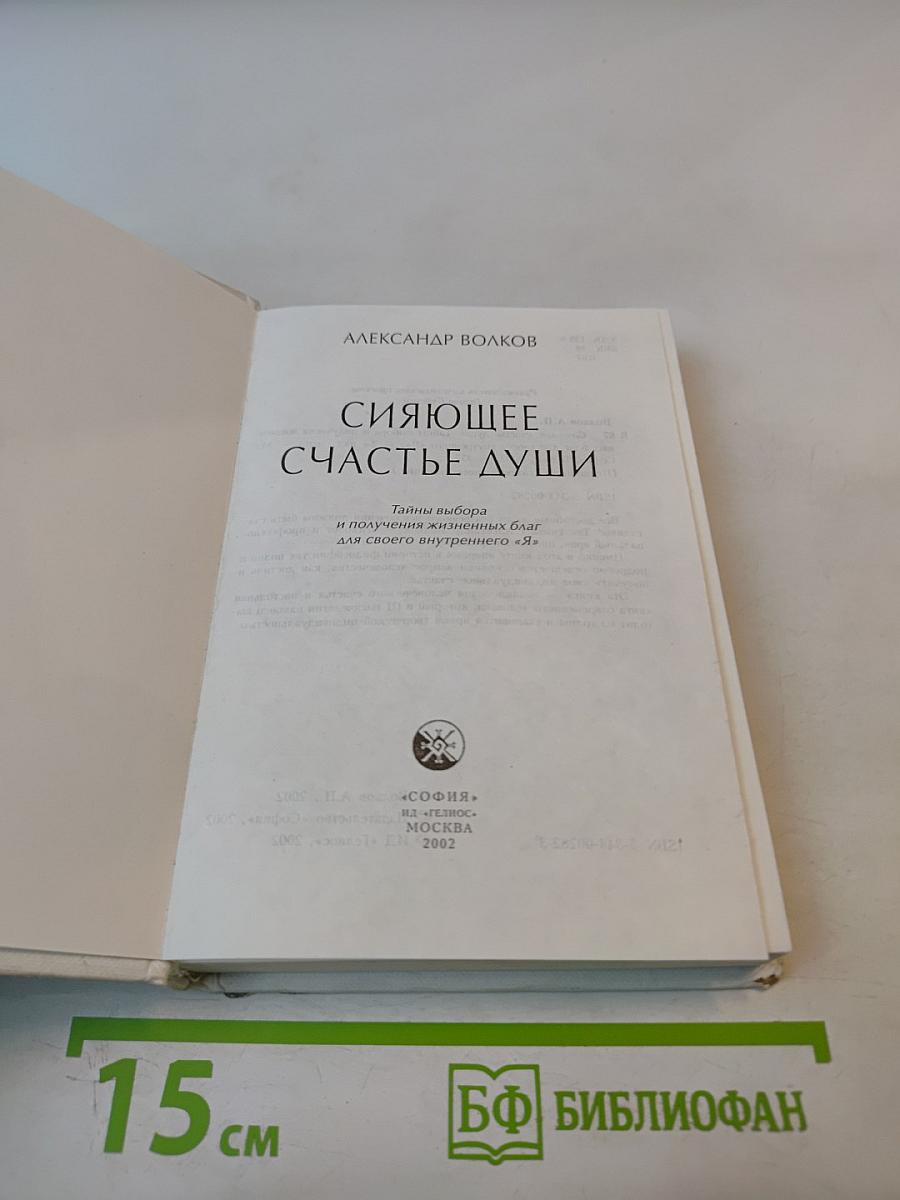 АЛЕКСАНДР ВОЛКОВ
СИЯЮЩЕЕ
СЧАСТЬЕ ДУШИ
Тайны выбора
и получения жизненных благ
для своего внутреннего «Я»
«СОФИЯ»
ИД «ГЕЛИОС»
МОСКВА
2002
15 см
БФ БИБЛИОФАН